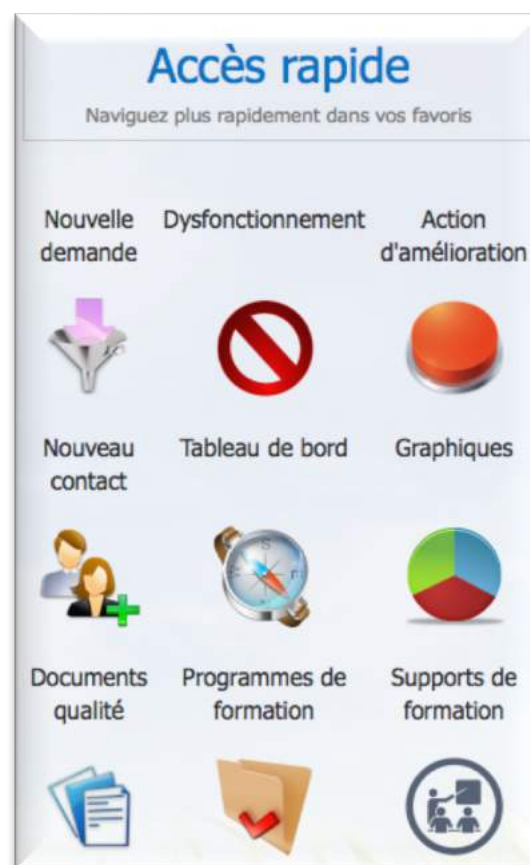 Accès rapide
Naviguez plus rapidement dans vos favoris
Nouvelle demande
Dysfonctionnement
Action d'amélioration
Nouveau contact
Tableau de bord
Graphiques
Documents qualité
Programmes de formation
Supports de formation